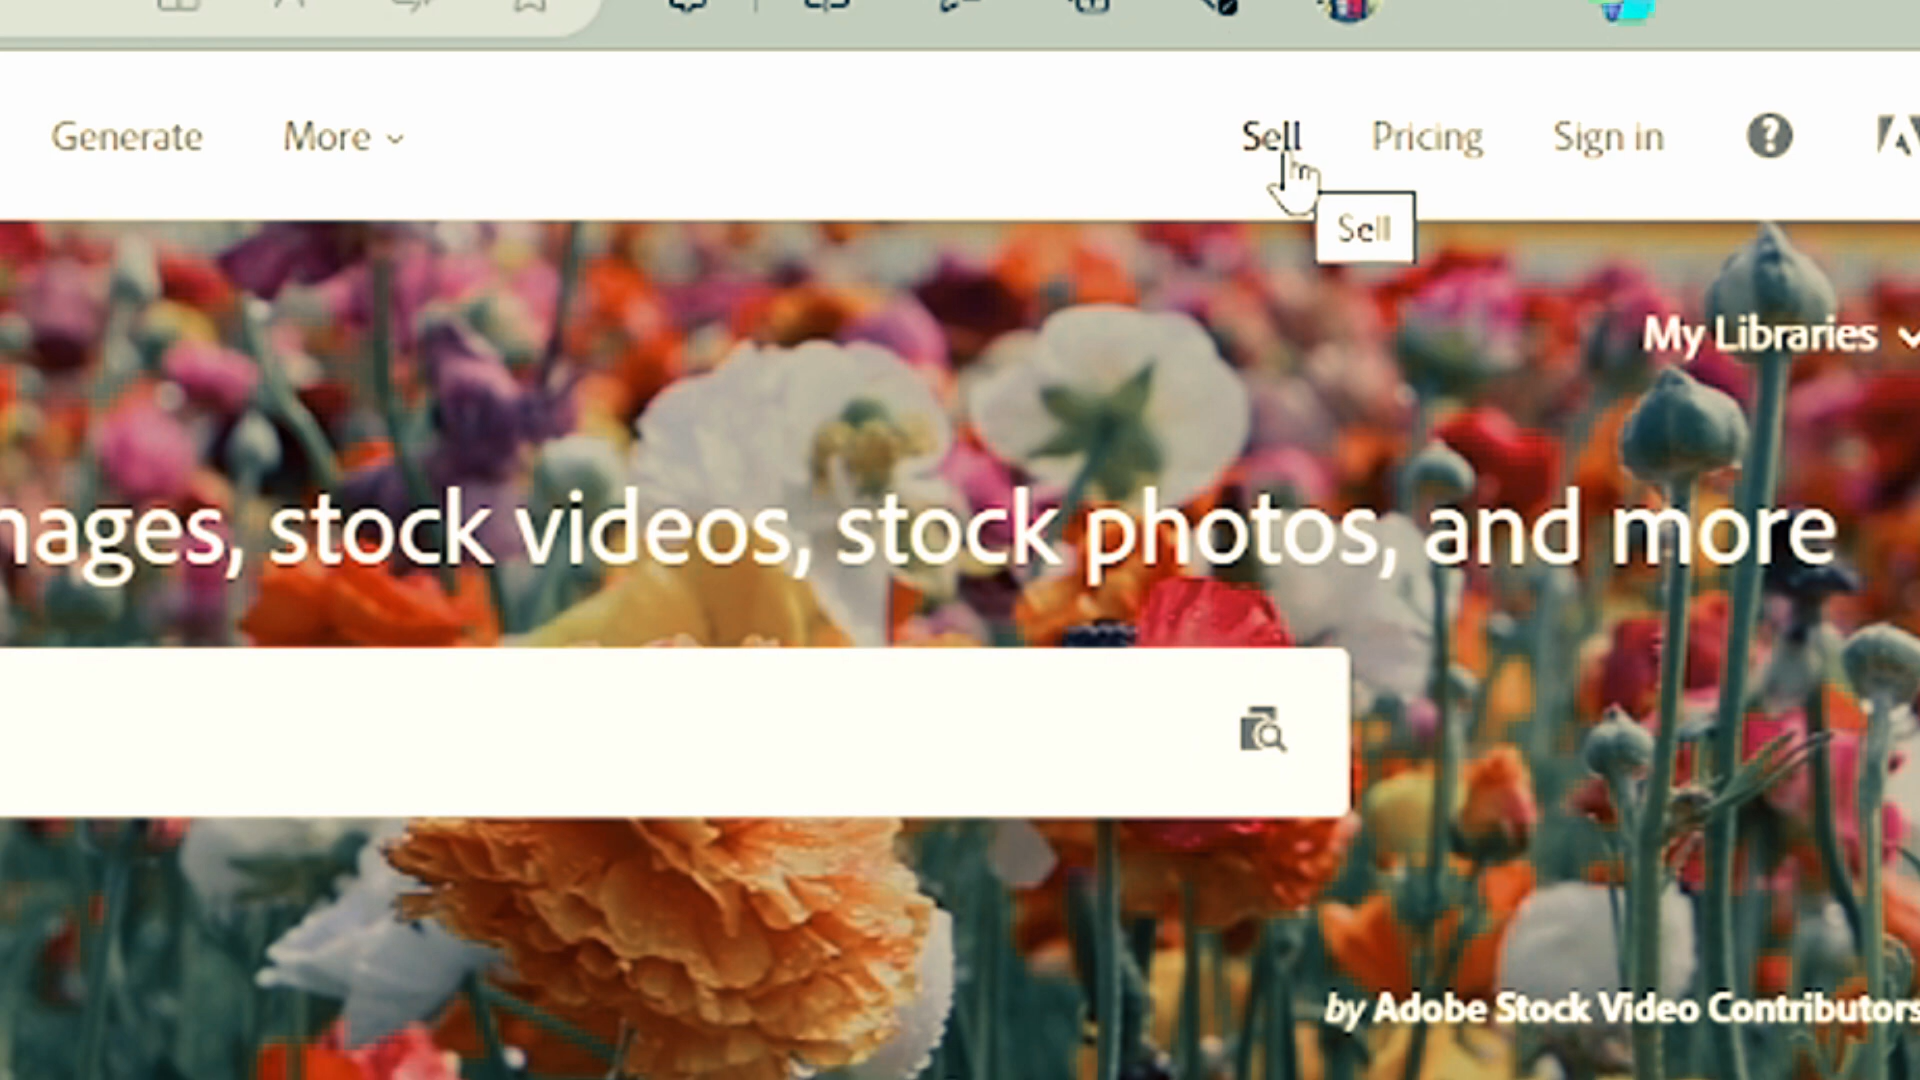 Generate More Sell Pricing Sign in
Sell
My Libraries
stock videos, stock photos, and more
by Adobe Stock Video Contributors